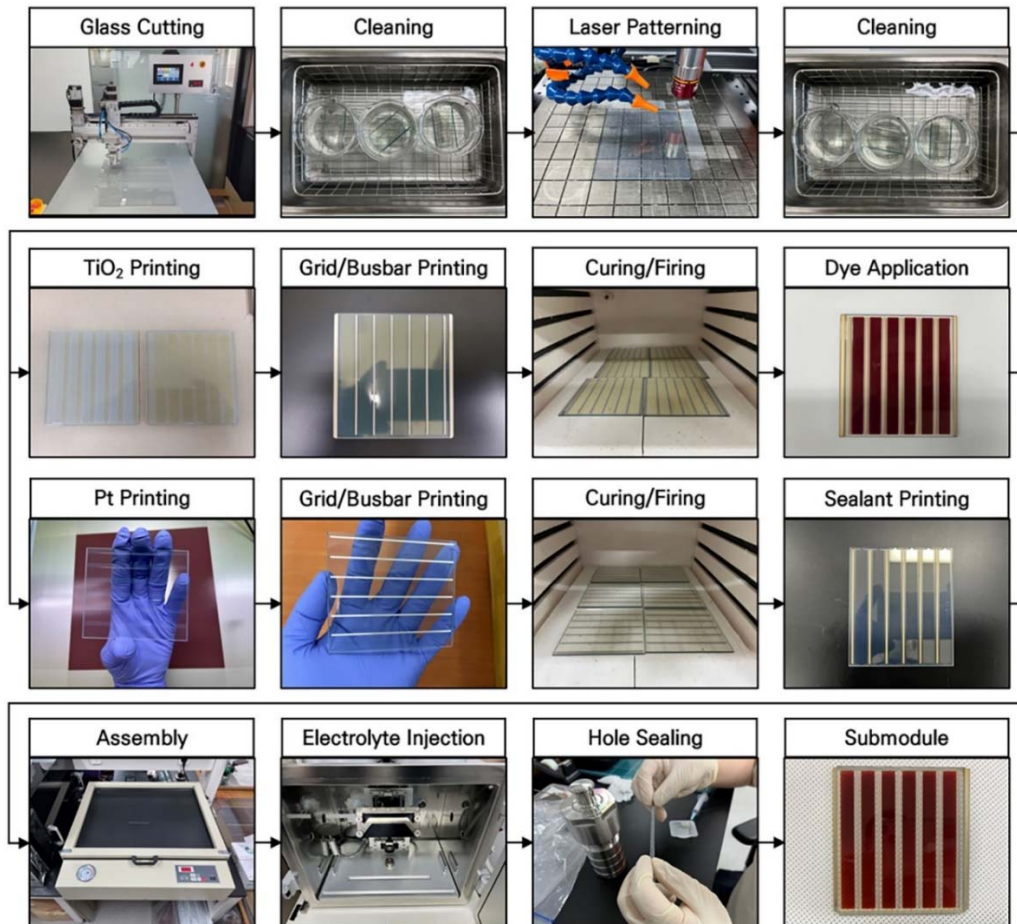 Glass Cutting
Cleaning
Laser Patterning
Cleaning
TiO₂ Printing
Grid/Busbar Printing
Curing/Firing
Dye Application
Pt Printing
Grid/Busbar Printing
Curing/Firing
Sealant Printing
Assembly
Electrolyte Injection
Hole Sealing
Submodule